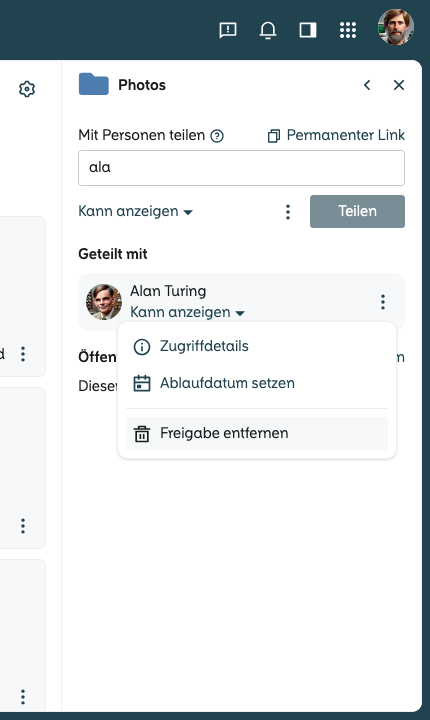 Photos
Mit Personen teilen
Permanenter Link
ala
Kann anzeigen
Teilen
Geteilt mit
Alan Turing
Kann anzeigen
Zugriffdetails
Ablaufdatum setzen
Freigabe entfernen